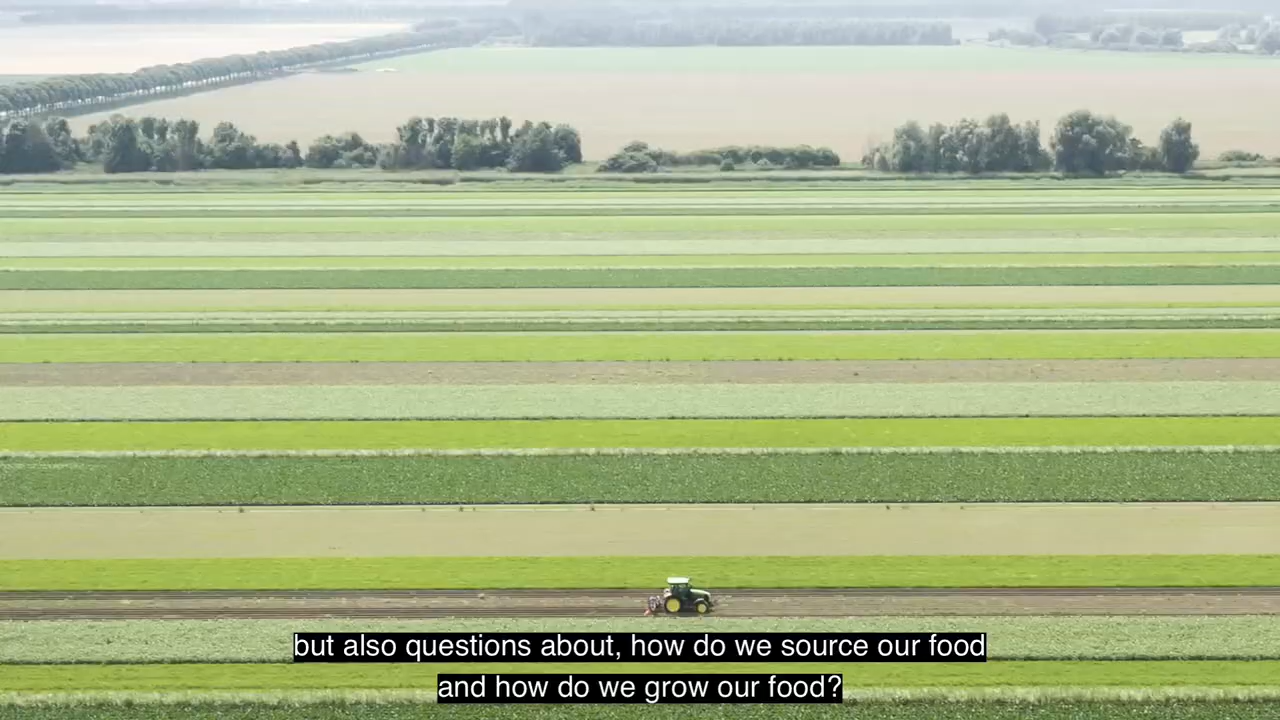 but also questions about, how do we source our food
and how do we grow our food?